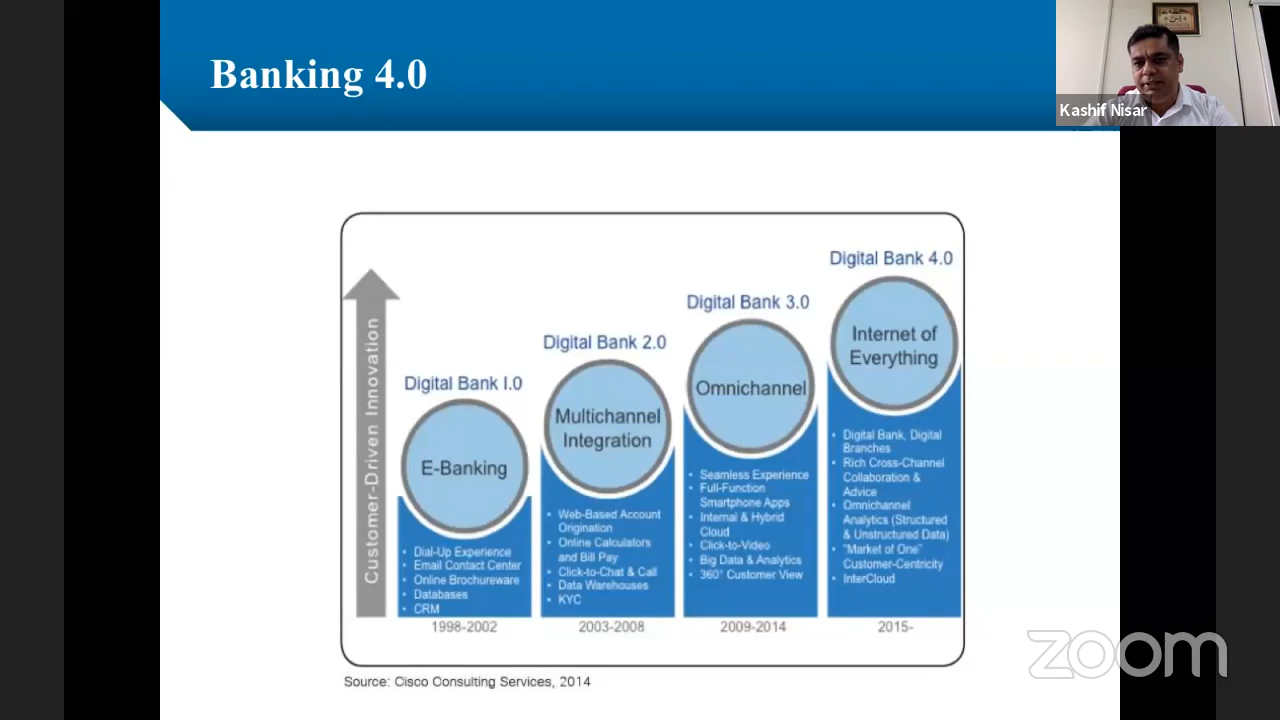 Banking 4.0
Kashif Nisar
Customer-Driven Innovation
Digital Bank I.0
E-Banking
• Dial-Up Experience
• Email Contact Center
• Online Brochureware
• Databases
• CRM
1998-2002
Digital Bank 2.0
Multichannel
Integration
• Web-Based Account
Origination
• Online Calculators
and Bill Pay
• Click-to-Chat & Call
• Data Warehouses
• KYC
2003-2008
Digital Bank 3.0
Omnichannel
• Seamless Experience
• Full-Function
Smartphone Apps
• Internal & Hybrid
Cloud
• Click-to-Video
• Big Data & Analytics
• 360° Customer View
2009-2014
Digital Bank 4.0
Internet of
Everything
• Digital Bank, Digital
Branches
• Rich Cross-Channel
Collaboration &
Advice
• Omnichannel
Analytics (Structured
& Unstructured Data)
• "Market of One"
Customer-Centricity
• InterCloud
2015-
Source: Cisco Consulting Services, 2014
zoom